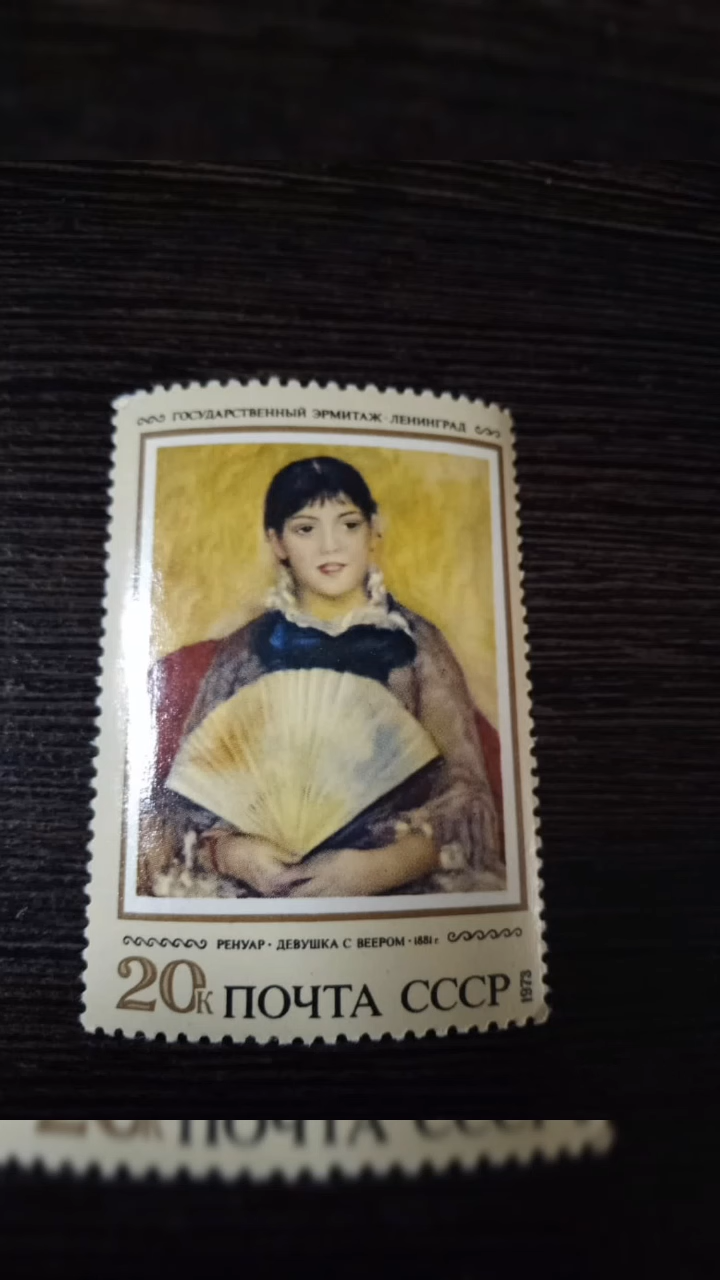 ГОСУДАРСТВЕННЫЙ ЭРМИТАЖ · ЛЕНИНГРАД
РЕНУАР · ДЕВУШКА С ВЕЕРОМ · 1881 г.
20к ПОЧТА СССР 1973